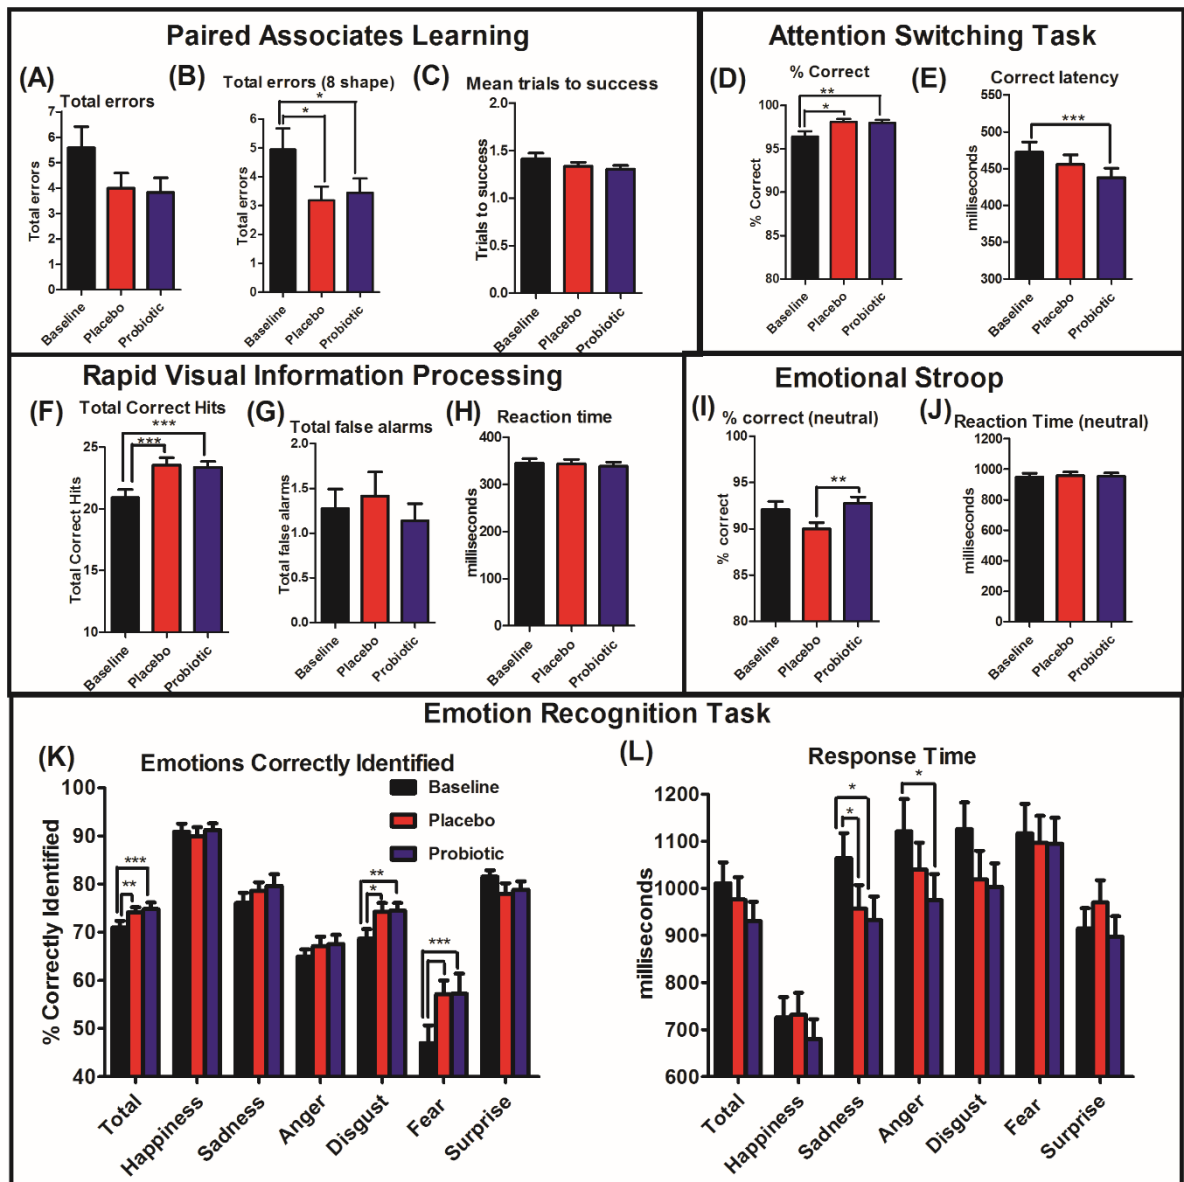 Paired Associates Learning
(A)
Total errors
Total errors
7
6
5
4
3
2
1
0
Baseline
Placebo
Probiotic
(B)
Total errors (8 shape)
*
*
Total errors
6
5
4
3
2
1
0
Baseline
Placebo
Probiotic
(C)
Mean trials to success
Trials to success
2.0
1.5
1.0
0.5
0.0
Baseline
Placebo
Probiotic
Attention Switching Task
(D)
% Correct
**
*
% Correct
100
95
90
85
80
Baseline
Placebo
Probiotic
(E)
Correct latency
***
milliseconds
500
450
400
350
300
Baseline
Placebo
Probiotic
Rapid Visual Information Processing
(F)
Total Correct Hits
***
***
Total Correct Hits
25
20
15
10
Baseline
Placebo
Probiotic
(G)
Total false alarms
Total false alarms
2.0
1.5
1.0
0.5
0.0
Baseline
Placebo
Probiotic
(H)
Reaction time
milliseconds
400
300
200
100
0
Baseline
Placebo
Probiotic
Emotional Stroop
(I)
% correct (neutral)
**
% correct
100
95
90
85
80
Baseline
Placebo
Probiotic
(J)
Reaction Time (neutral)
milliseconds
1200
1000
800
600
400
200
0
Baseline
Placebo
Probiotic
Emotion Recognition Task
(K)
Emotions Correctly Identified
Baseline
Placebo
Probiotic
***
**
**
*
***
% Correctly Identified
100
90
80
70
60
50
40
Total
Happiness
Sadness
Anger
Disgust
Fear
Surprise
(L)
Response Time
*
*
*
milliseconds
1200
1100
1000
900
800
700
600
Total
Happiness
Sadness
Anger
Disgust
Fear
Surprise